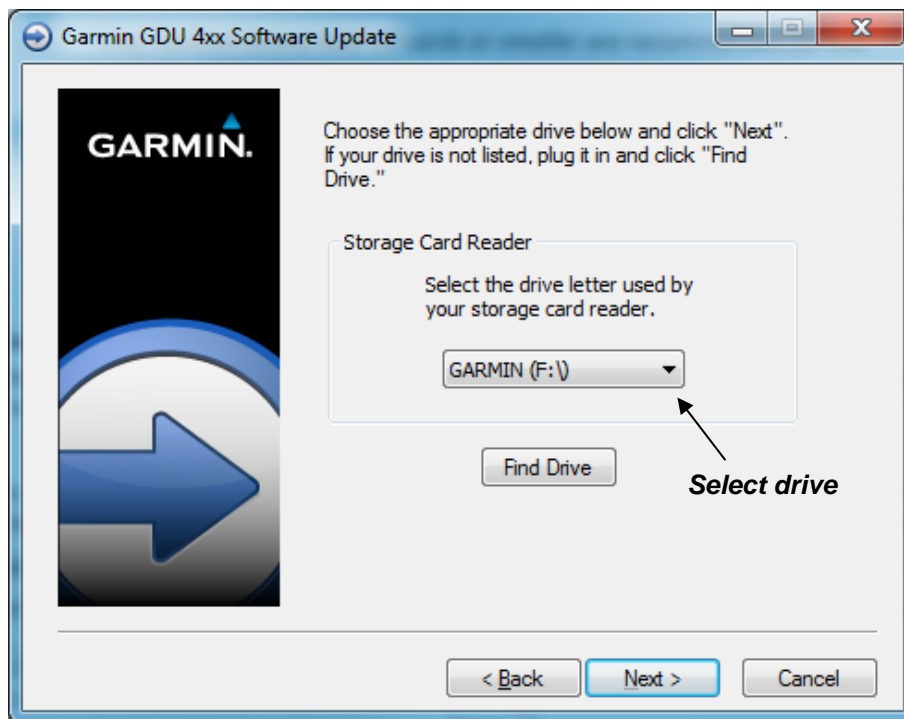 Garmin GDU 4xx Software Update
GARMIN.
Choose the appropriate drive below and click "Next".
If your drive is not listed, plug it in and click "Find
Drive."
Storage Card Reader
Select the drive letter used by
your storage card reader.
GARMIN (F:\)
Find Drive
Select drive
< Back
Next >
Cancel